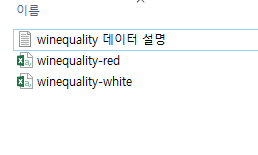 이름
winequality 데이터 설명
winequality-red
winequality-white